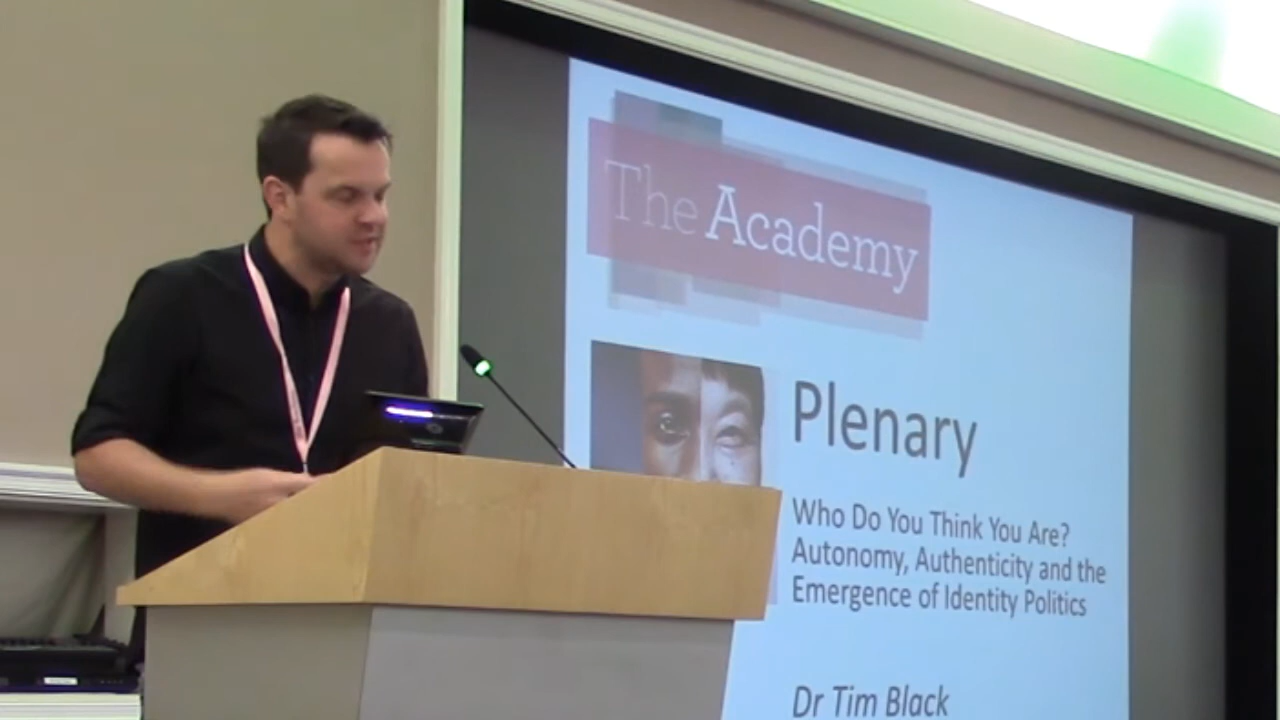 The Academy
Plenary
Who Do You Think You Are?
Autonomy, Authenticity and the
Emergence of Identity Politics
Dr Tim Black